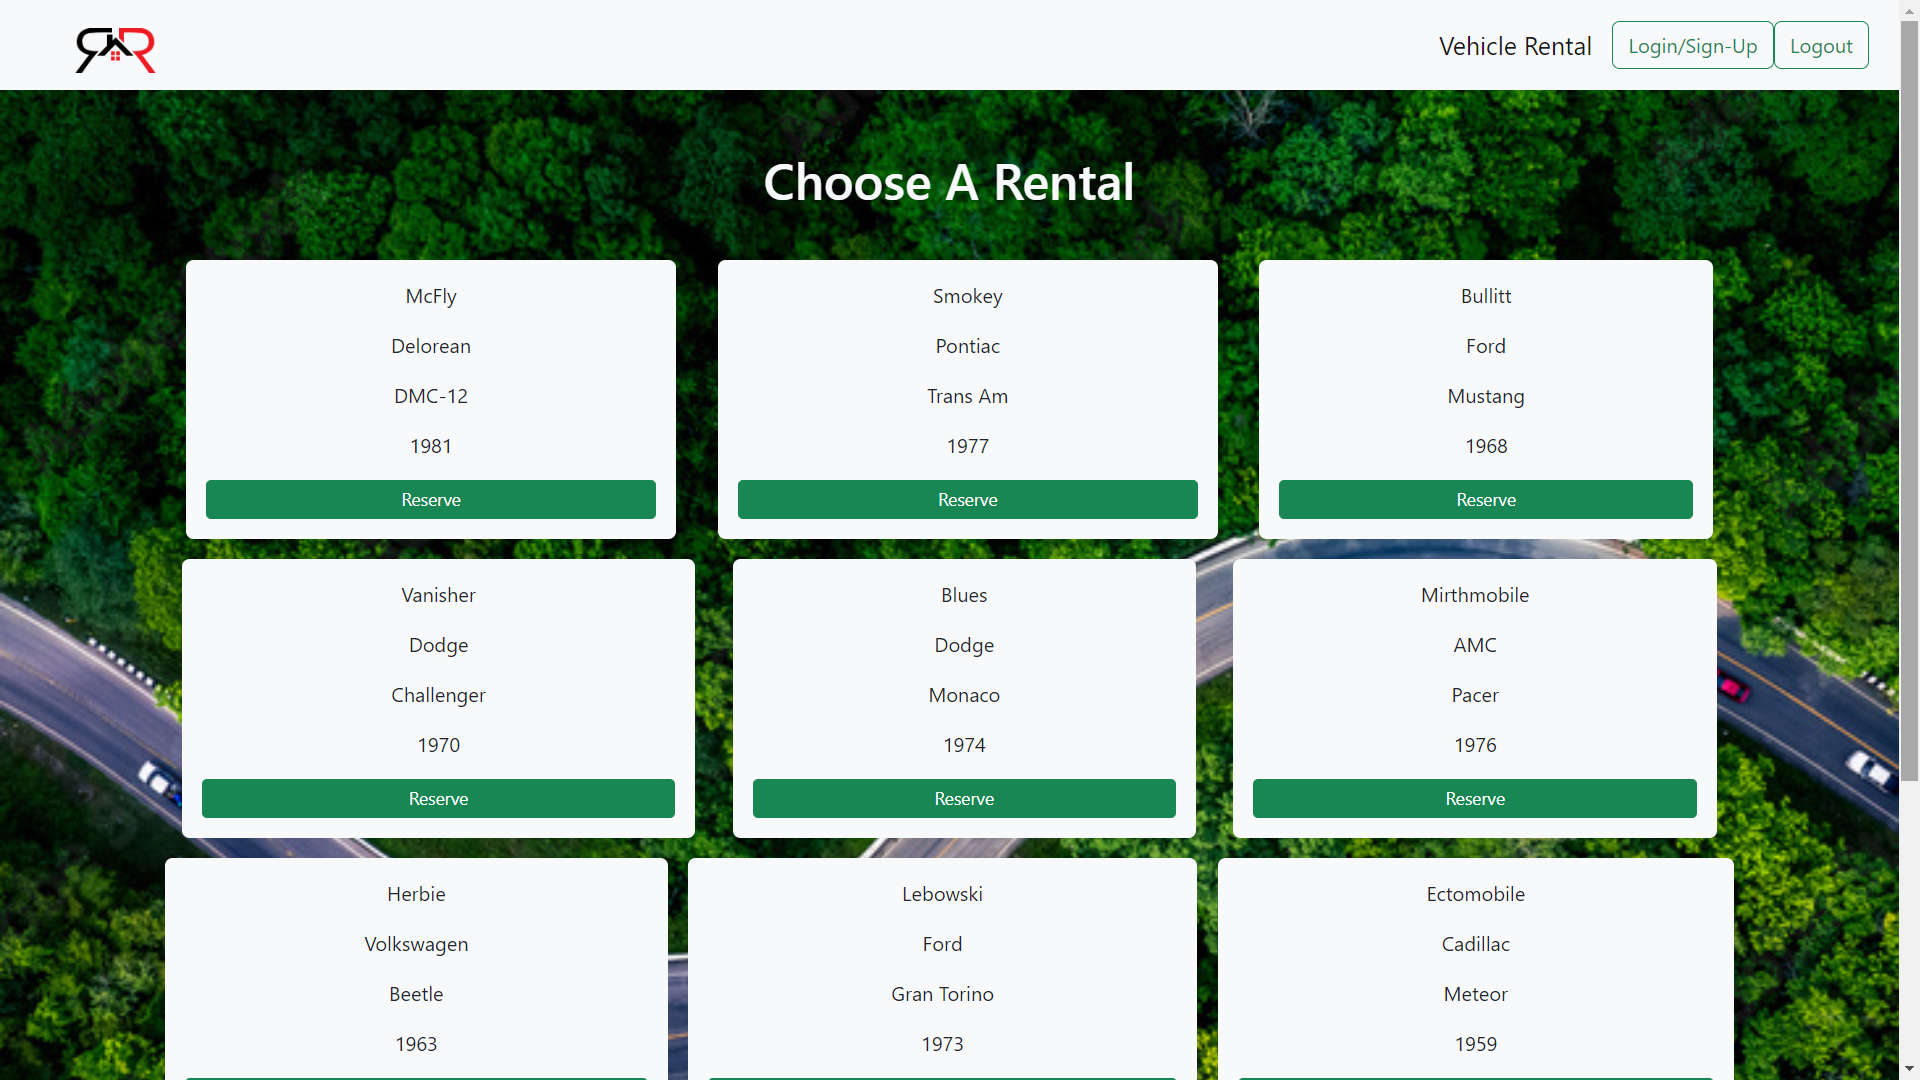 Vehicle Rental
Login/Sign-Up
Logout
Choose A Rental
McFly
Delorean
DMC-12
1981
Reserve
Smokey
Pontiac
Trans Am
1977
Reserve
Bullitt
Ford
Mustang
1968
Reserve
Vanisher
Dodge
Challenger
1970
Reserve
Blues
Dodge
Monaco
1974
Reserve
Mirthmobile
AMC
Pacer
1976
Reserve
Herbie
Volkswagen
Beetle
1963
Lebowski
Ford
Gran Torino
1973
Ectomobile
Cadillac
Meteor
1959